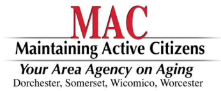 MAC
Maintaining Active Citizens
Your Area Agency on Aging
Dorchester, Somerset, Wicomico, Worcester